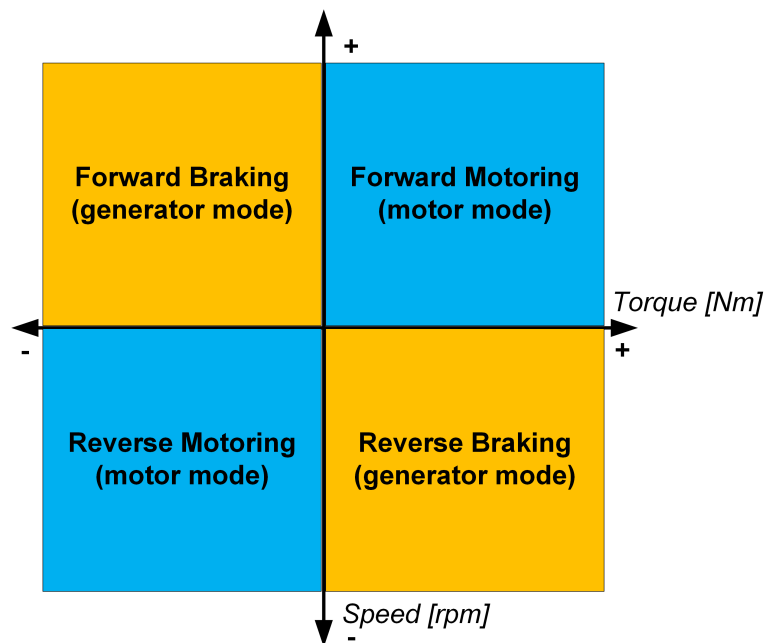 +
Forward Braking
(generator mode)
Forward Motoring
(motor mode)
Torque [Nm]
-
+
Reverse Motoring
(motor mode)
Reverse Braking
(generator mode)
Speed [rpm]
-